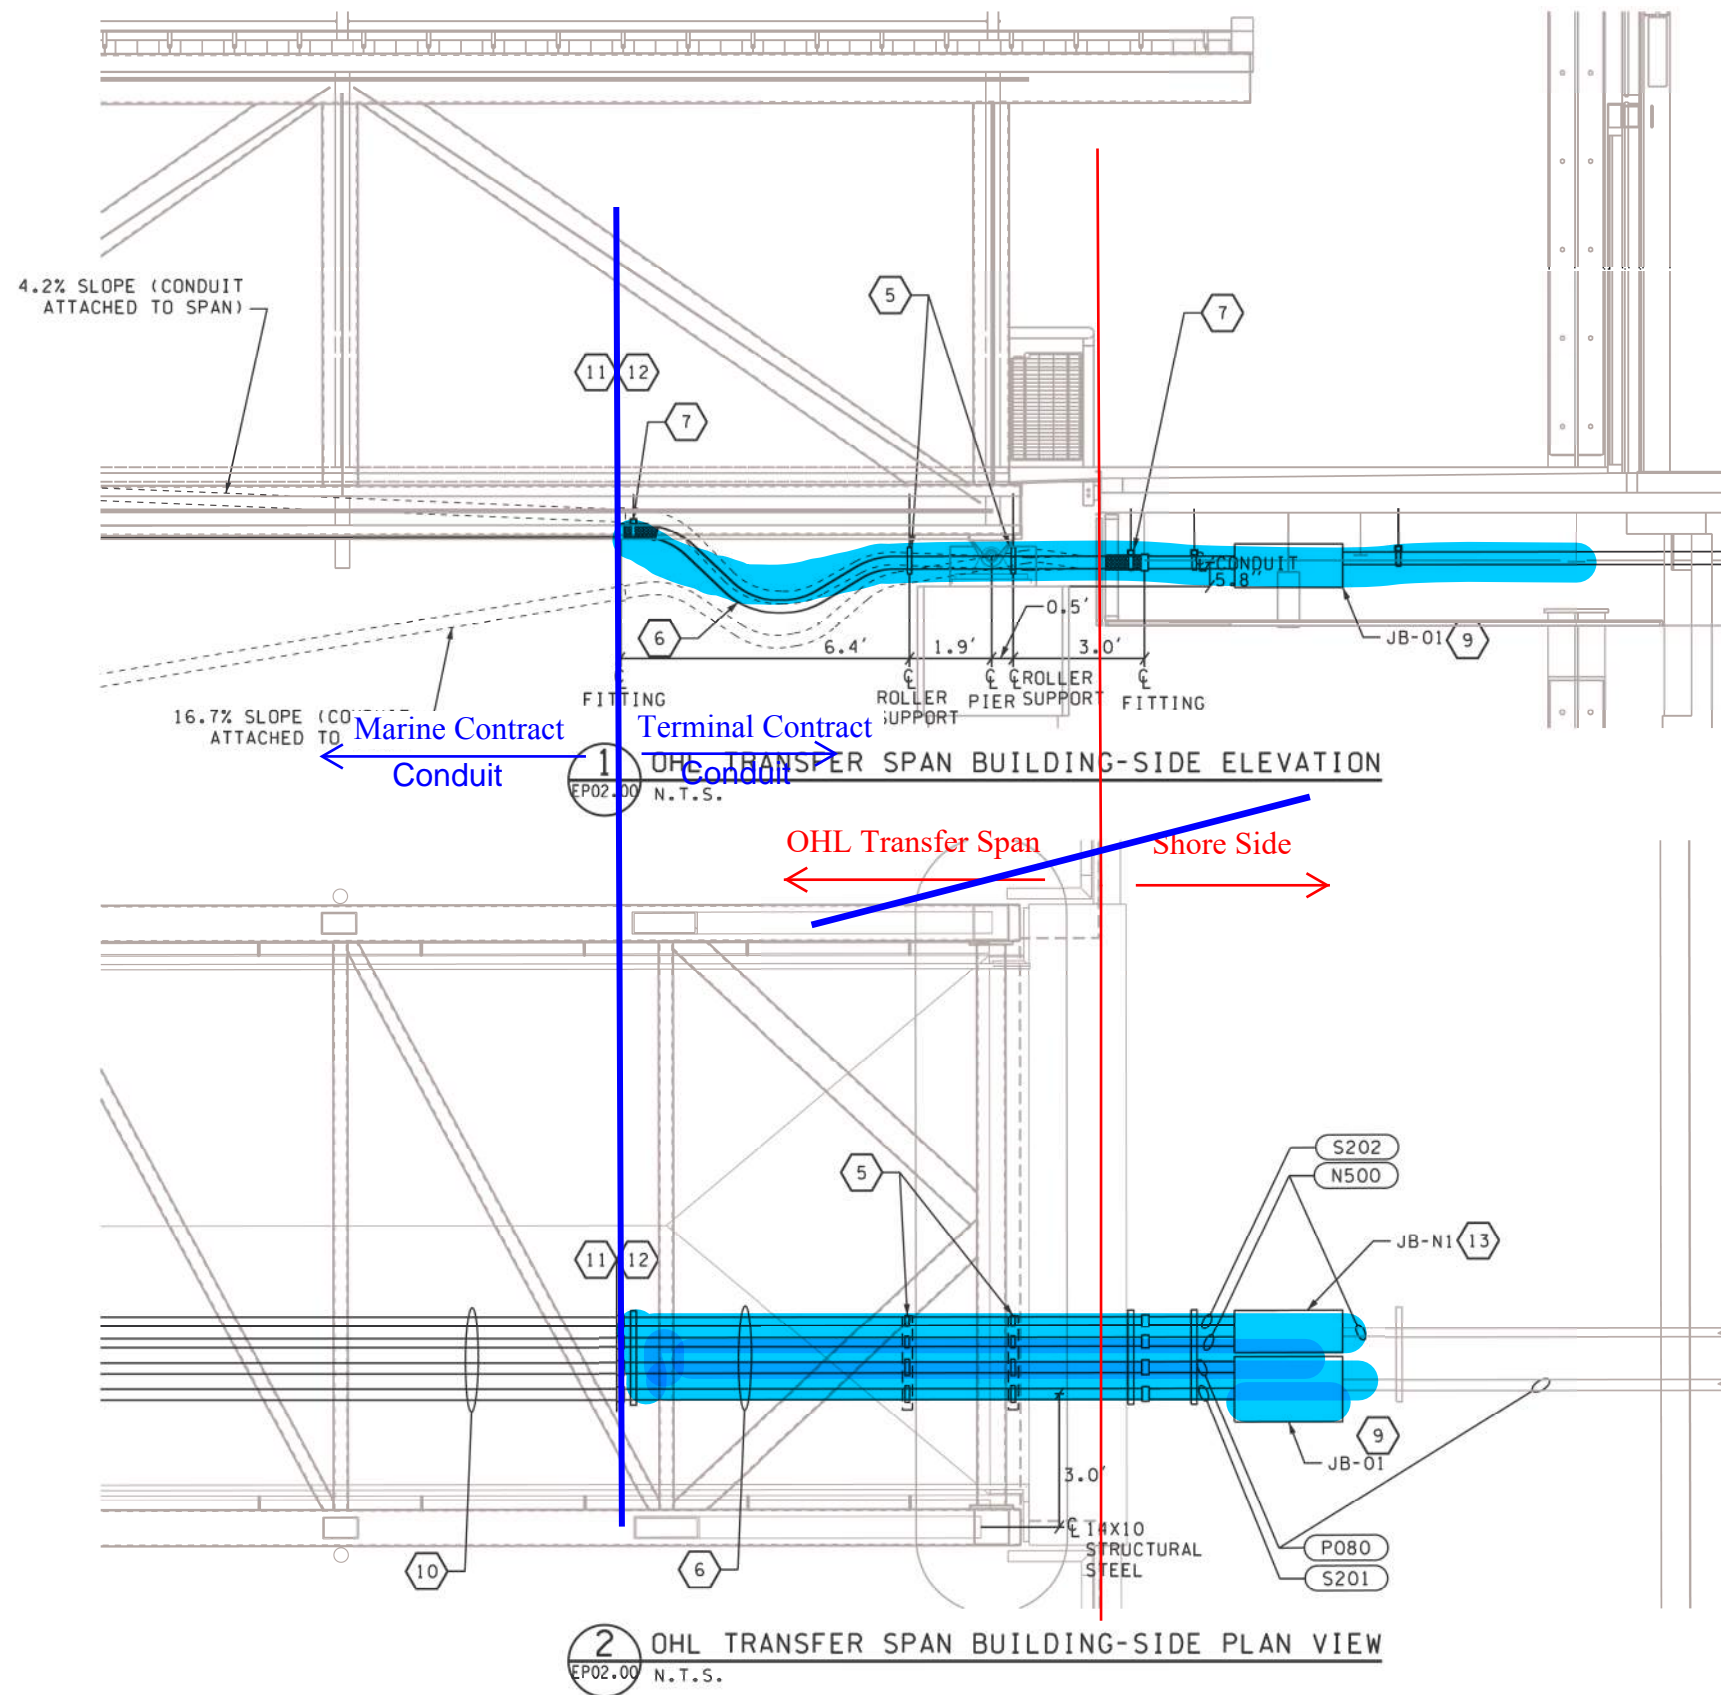 4.2% SLOPE (CONDUIT
ATTACHED TO SPAN)
5
7
11
12
7
℄ CONDUIT
5.8"
0.5'
6
6.4'
1.9'
3.0'
JB-01
9
℄
FITTING
℄
ROLLER
SUPPORT
℄
PIER
℄ ROLLER
SUPPORT
℄
FITTING
16.7% SLOPE (CO
ATTACHED TO
Marine Contract
Conduit
Terminal Contract
Conduit
1
EP02.00
OHL TRANSFER SPAN BUILDING-SIDE ELEVATION
N.T.S.
OHL Transfer Span
Shore Side
S202
N500
5
JB-N1
13
11
12
9
JB-01
3.0'
℄ 14X10
STRUCTURAL
STEEL
10
6
P080
S201
2
EP02.00
OHL TRANSFER SPAN BUILDING-SIDE PLAN VIEW
N.T.S.